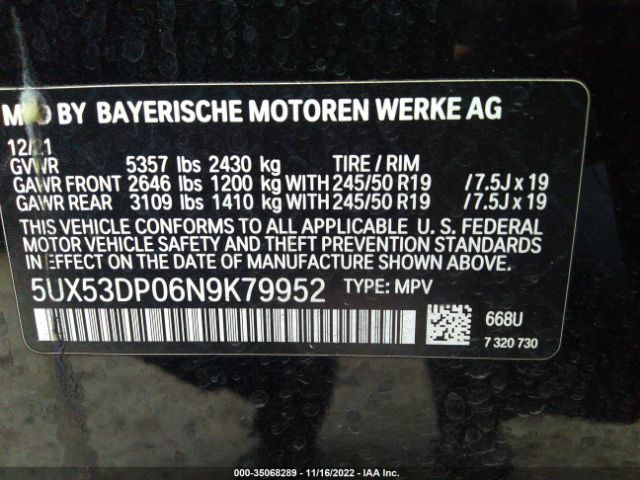 MFD BY BAYERISCHE MOTOREN WERKE AG
12/21
GVWR 5357 lbs 2430 kg TIRE / RIM
GAWR FRONT 2646 lbs 1200 kg WITH 245/50 R19 / 7.5J x 19
GAWR REAR 3109 lbs 1410 kg WITH 245/50 R19 / 7.5J x 19
THIS VEHICLE CONFORMS TO ALL APPLICABLE U. S. FEDERAL
MOTOR VEHICLE SAFETY AND THEFT PREVENTION STANDARDS
IN EFFECT ON THE DATE OF MANUFACTURE SHOWN ABOVE.
5UX53DP06N9K79952 TYPE: MPV
668U
7 320 730
000-35068289 - 11/16/2022 - IAA Inc.